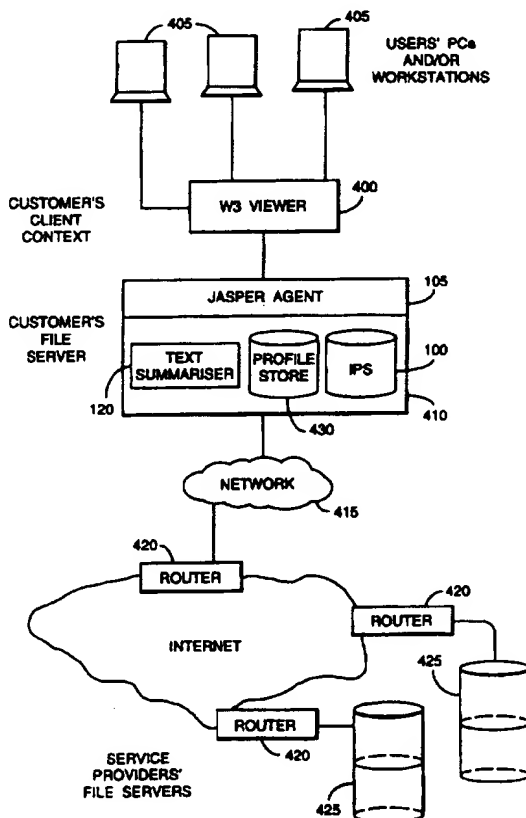 405
405
USERS' PCs
AND/OR
WORKSTATIONS
W3 VIEWER
400
CUSTOMER'S
CLIENT
CONTEXT
JASPER AGENT
105
CUSTOMER'S
FILE
SERVER
TEXT
SUMMARISER
PROFILE
STORE
IPS
100
120
430
410
NETWORK
415
420
ROUTER
420
ROUTER
INTERNET
425
ROUTER
420
SERVICE
PROVIDERS'
FILE SERVERS
425